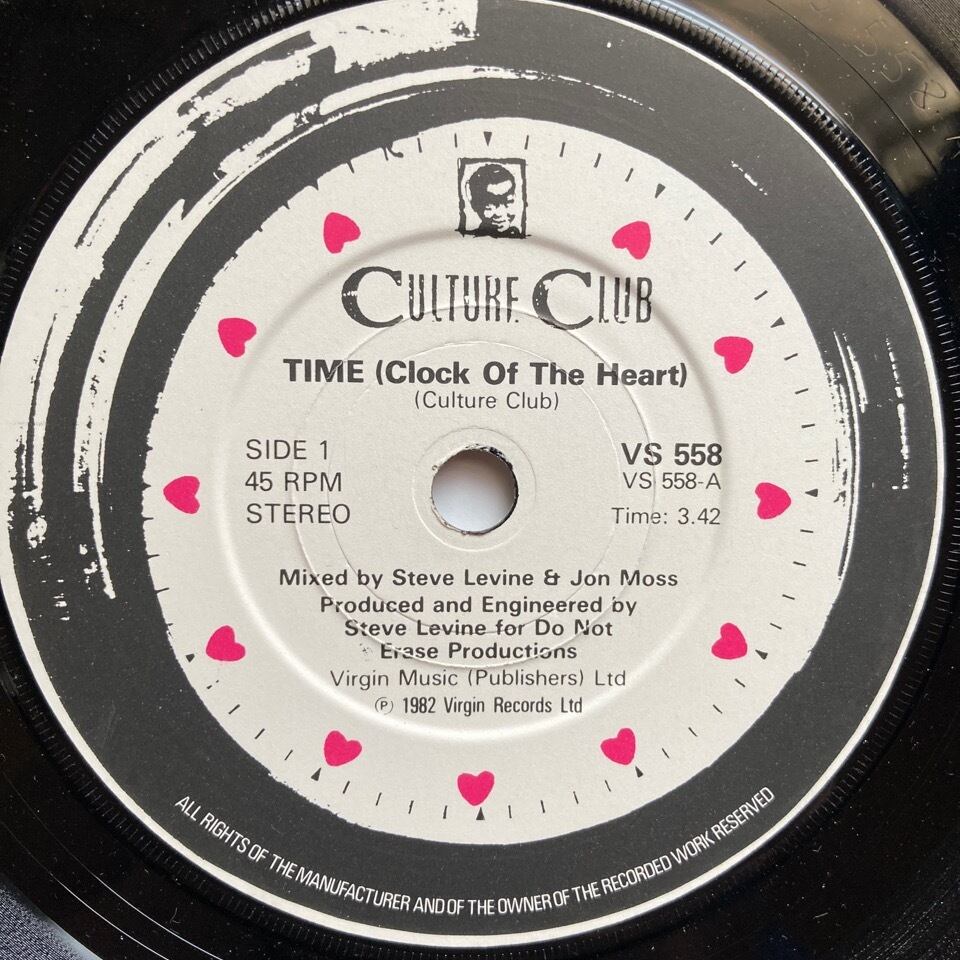 CULTURE CLUB
TIME (Clock Of The Heart)
(Culture Club)
SIDE 1
45 RPM
STEREO
VS 558
VS 558-A
Time: 3.42
Mixed by Steve Levine & Jon Moss
Produced and Engineered by
Steve Levine for Do Not
Erase Productions
Virgin Music (Publishers) Ltd
℗ 1982 Virgin Records Ltd
ALL RIGHTS OF THE MANUFACTURER AND OF THE OWNER OF THE RECORDED WORK RESERVED